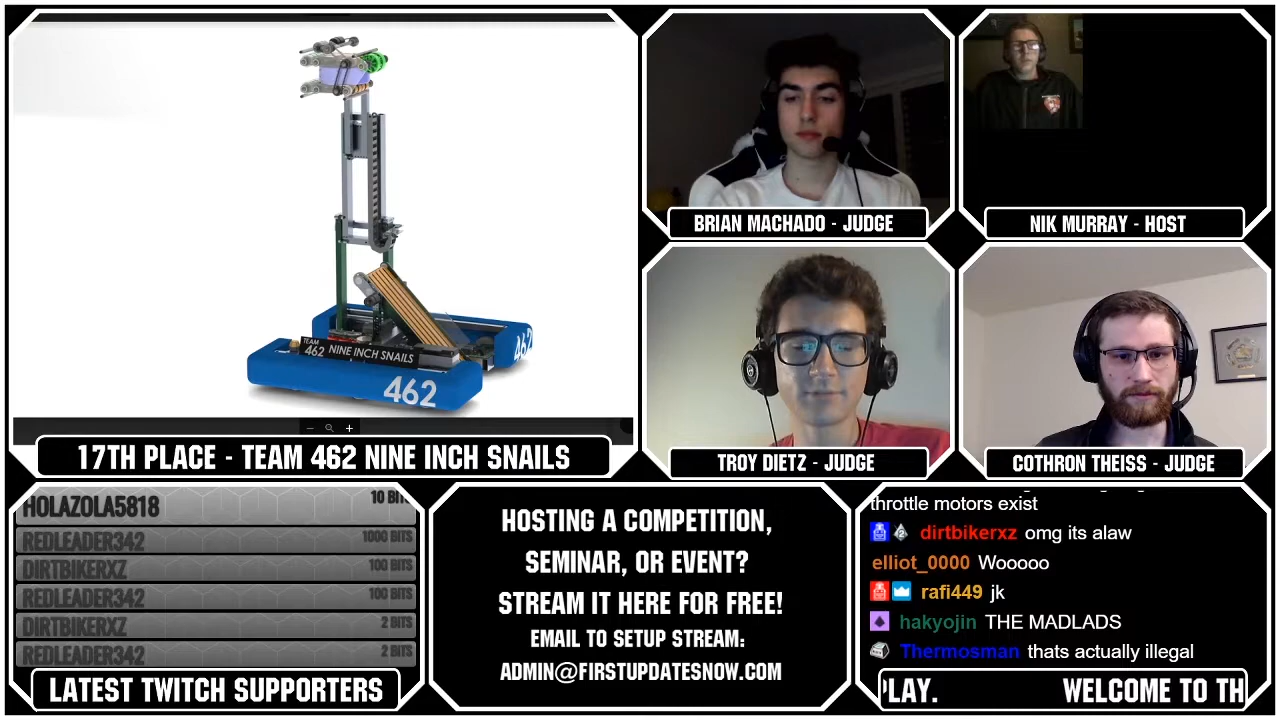 TEAM
462 NINE INCH SNAILS
462
462
17TH PLACE - TEAM 462 NINE INCH SNAILS
BRIAN MACHADO - JUDGE
NIK MURRAY - HOST
TROY DIETZ - JUDGE
COTHRON THEISS - JUDGE
HOLAZOLA5818 10 BITS
REDLEADER342 1000 BITS
DIRTBIKERXZ 100 BITS
REDLEADER342 100 BITS
DIRTBIKERXZ 2 BITS
REDLEADER342 2 BITS
LATEST TWITCH SUPPORTERS
HOSTING A COMPETITION,
SEMINAR, OR EVENT?
STREAM IT HERE FOR FREE!
EMAIL TO SETUP STREAM:
ADMIN@FIRSTUPDATESNOW.COM
throttle motors exist
dirtbikerxz omg its alaw
elliot_0000 Wooooo
rafi449 jk
hakyojin THE MADLADS
Thermosman thats actually illegal
PLAY. WELCOME TO TH